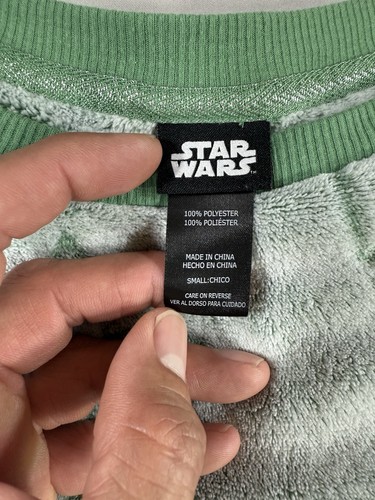 STAR
WARS™
100% POLYESTER
100% POLIÉSTER
MADE IN CHINA
HECHO EN CHINA
SMALL:CHICO
CARE ON REVERSE
VER AL DORSO PARA CUIDADO